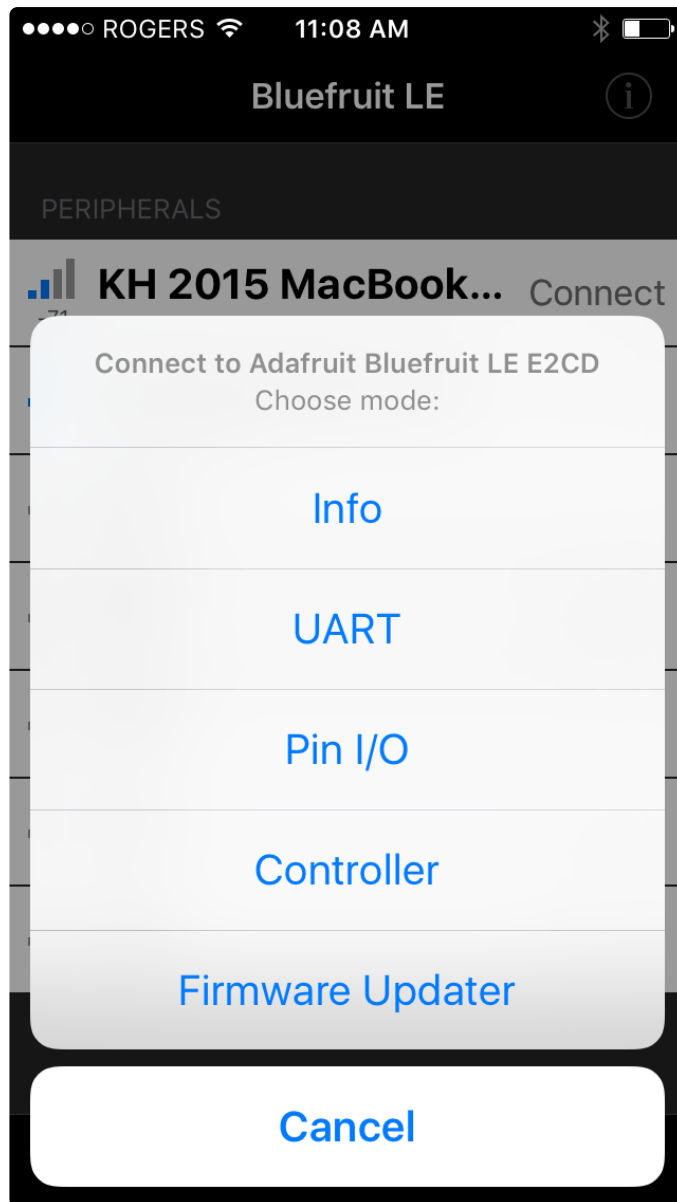 ROGERS 11:08 AM
Bluefruit LE
PERIPHERALS
KH 2015 MacBook... Connect
-71
Connect to Adafruit Bluefruit LE E2CD
Choose mode:
Info
UART
Pin I/O
Controller
Firmware Updater
Cancel